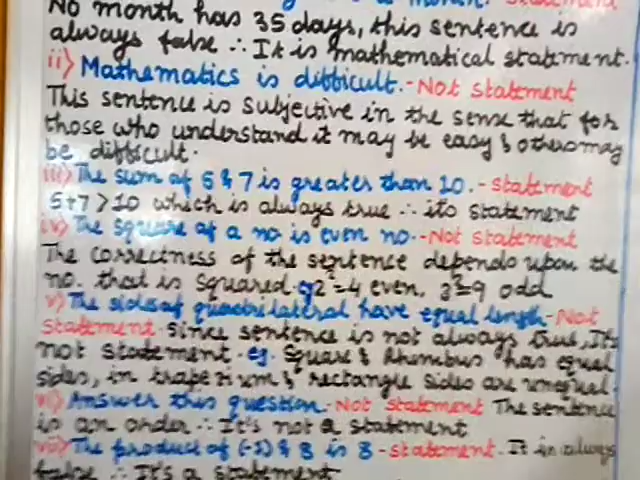 No month has 35 days, this sentence is
always false ∴ It is mathematical statement.
ii) Mathematics is difficult. - Not statement
This sentence is subjective in the sense that for
those who understand it may be easy & others may
be difficult.
iii) The sum of 5 & 7 is greater than 10. - statement
5+7 > 10 which is always true ∴ its statement
iv) The square of a no is even no. - Not statement
The correctness of the sentence depends upon the
no. that is squared. eg 2²=4 even, 3²=9 odd
v) The sides of quadrilateral have equal length - Not
statement. Since sentence is not always true, It's
not statement. eg. Square & Rhombus has equal
sides, in trapezium & rectangle sides are unequal.
vi) Answer this question. Not statement The sentence
is an order ∴ It's not a statement
vii) The product of (-1) & 8 is 8 - statement. It is always
false ∴ It's a statement